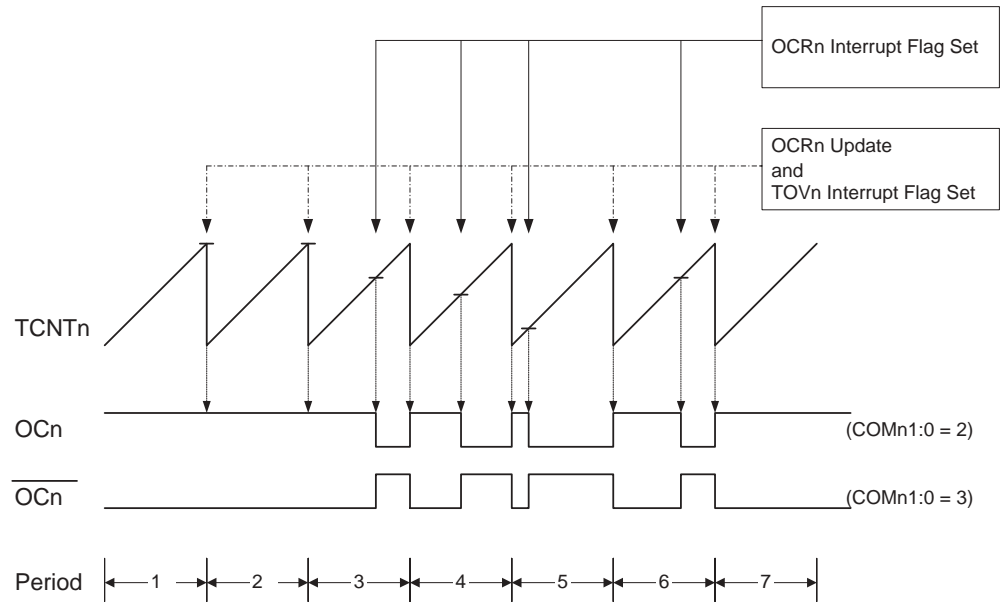 OCRn Interrupt Flag Set
OCRn Update
and
TOVn Interrupt Flag Set
TCNTn
OCn
(COMn1:0 = 2)
OCn
(COMn1:0 = 3)
Period
1
2
3
4
5
6
7